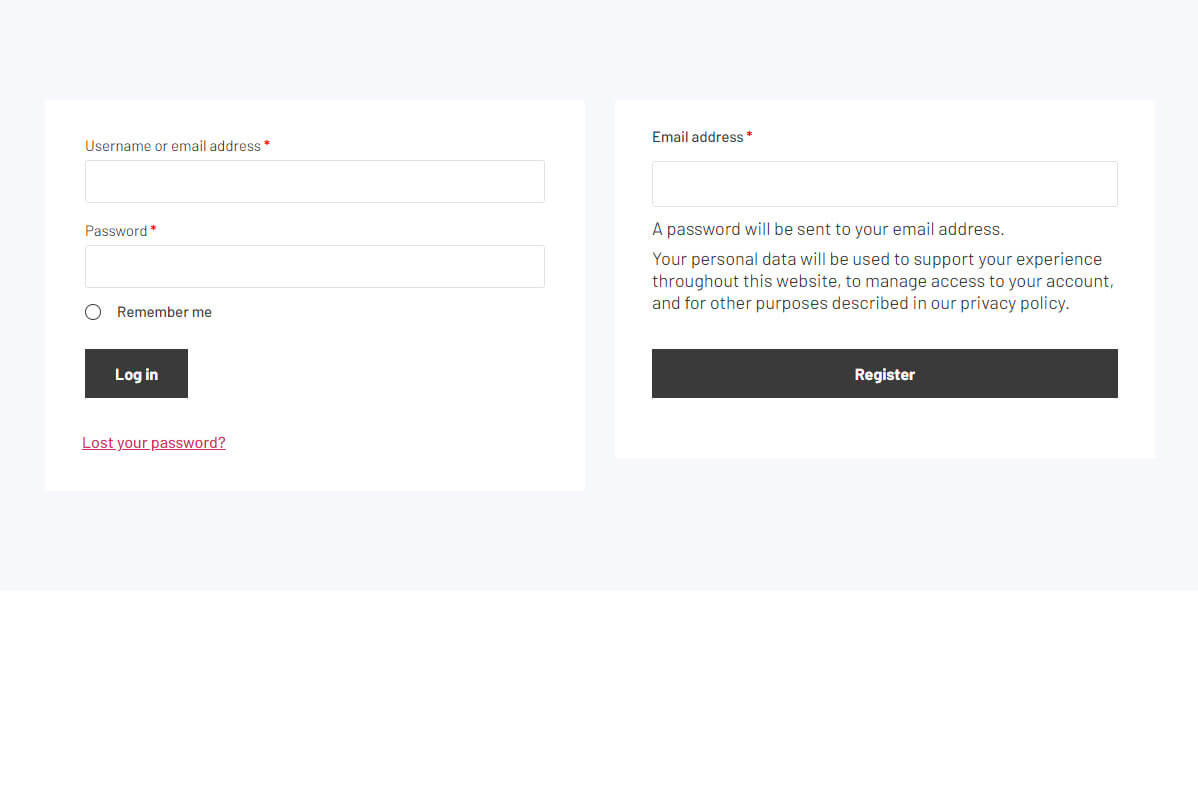 Username or email address *
Password *
Remember me
Log in
Lost your password?
Email address *
A password will be sent to your email address.
Your personal data will be used to support your experience
throughout this website, to manage access to your account,
and for other purposes described in our privacy policy.
Register